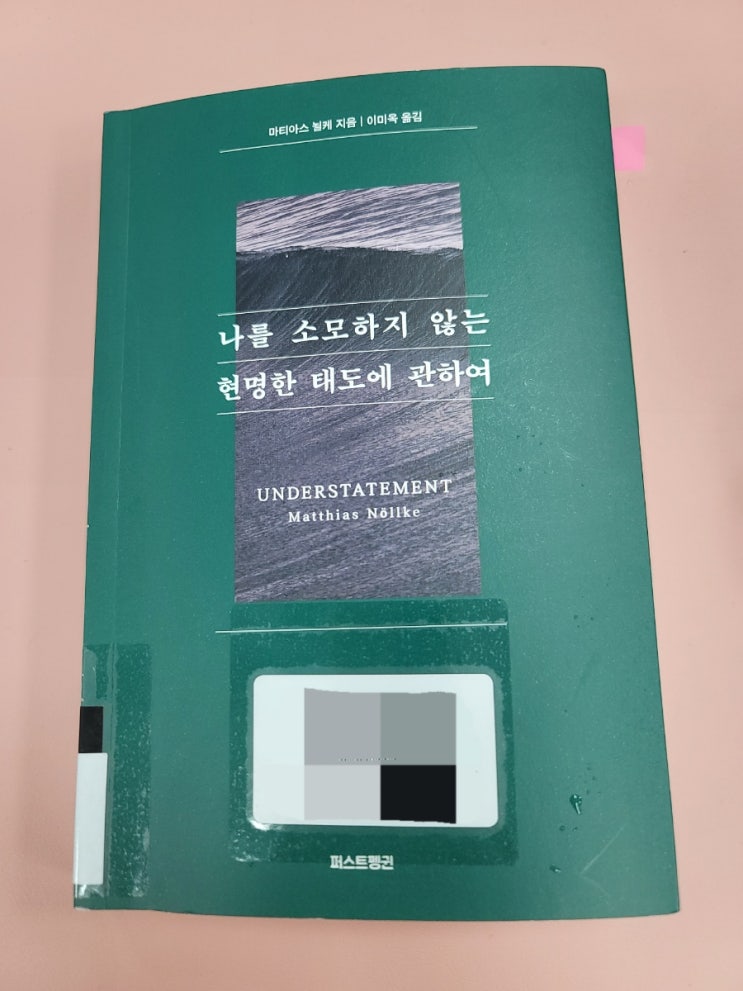 마티아스 뇔케 지음 | 이미옥 옮김
나를 소모하지 않는
현명한 태도에 관하여
UNDERSTATEMENT
Matthias Nöllke
퍼스트펭귄